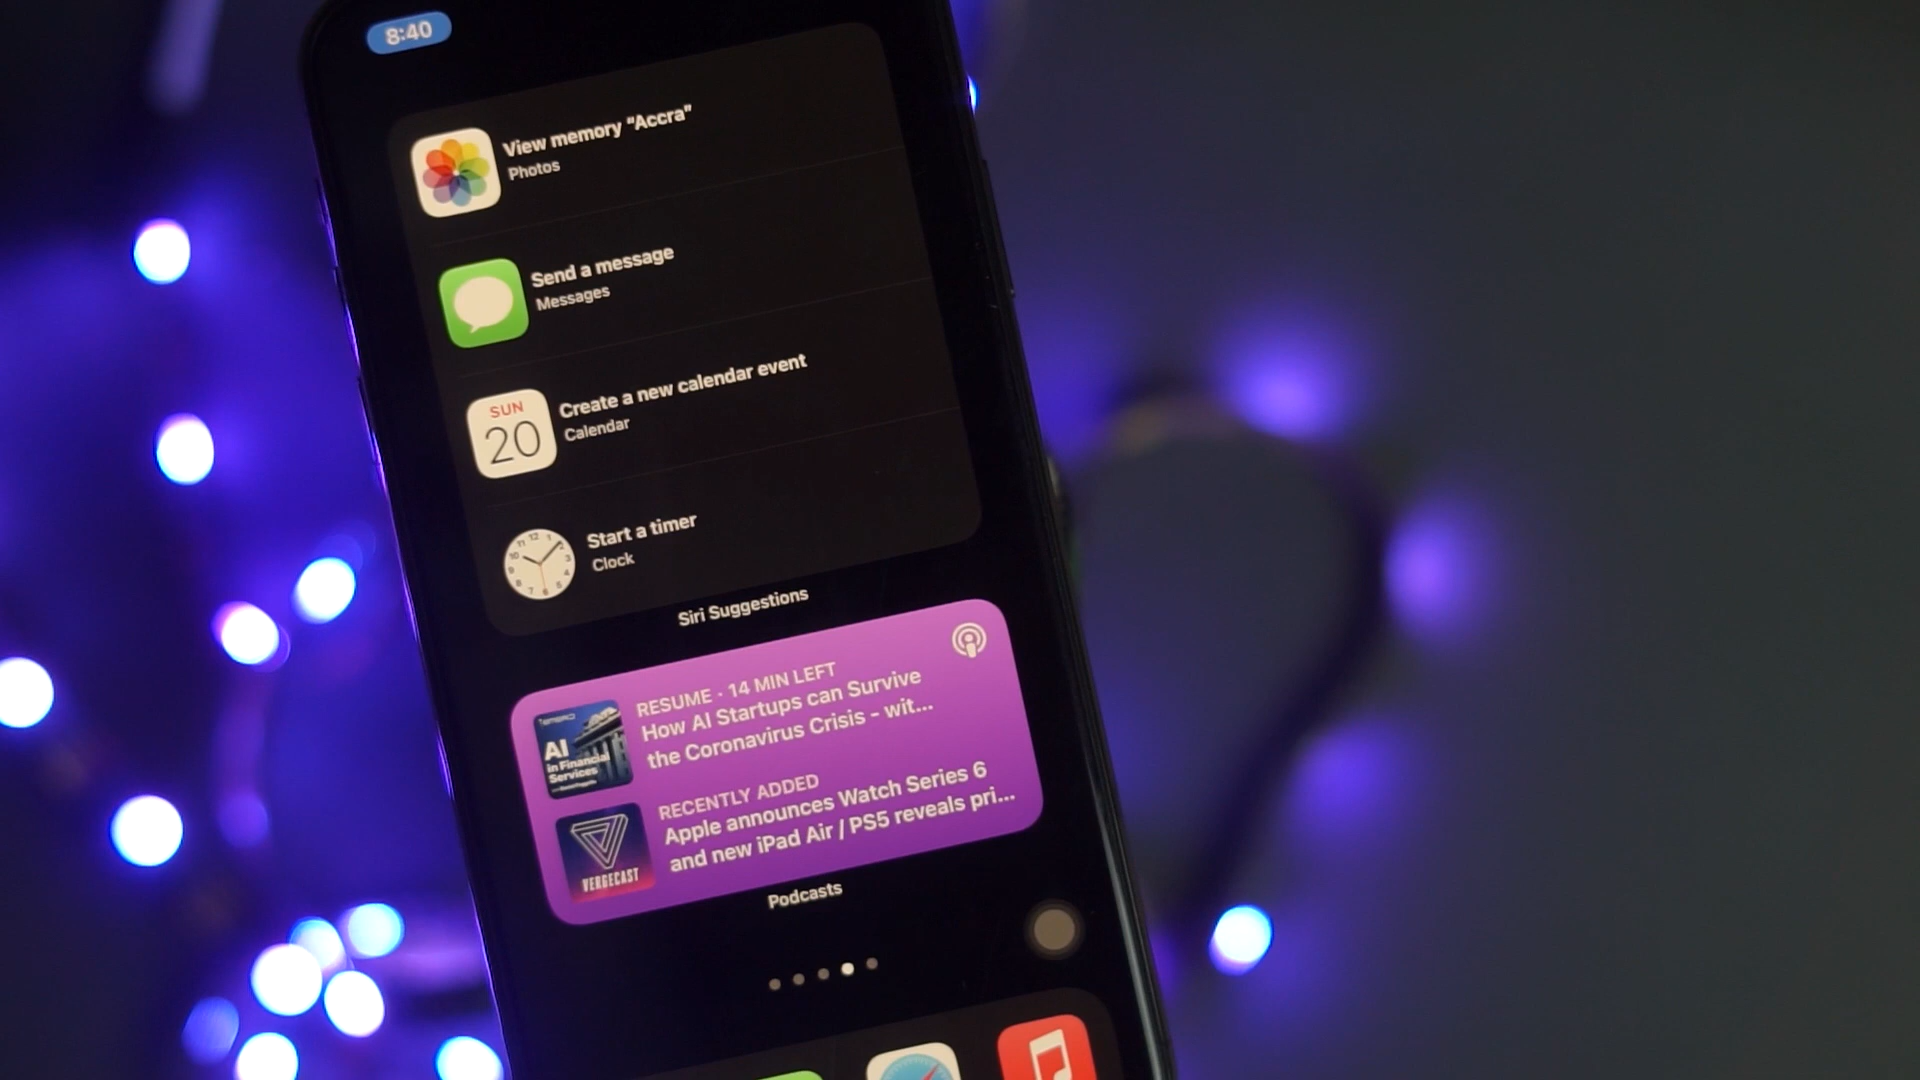 8:40
View memory “Accra”
Photos
Send a message
Messages
SUN
20
Create a new calendar event
Calendar
Start a timer
Clock
Siri Suggestions
RESUME · 14 MIN LEFT
How AI Startups can Survive
the Coronavirus Crisis - wit...
AI
in Financial
Services
RECENTLY ADDED
Apple announces Watch Series 6
and new iPad Air / PS5 reveals pri...
VERGECAST
Podcasts